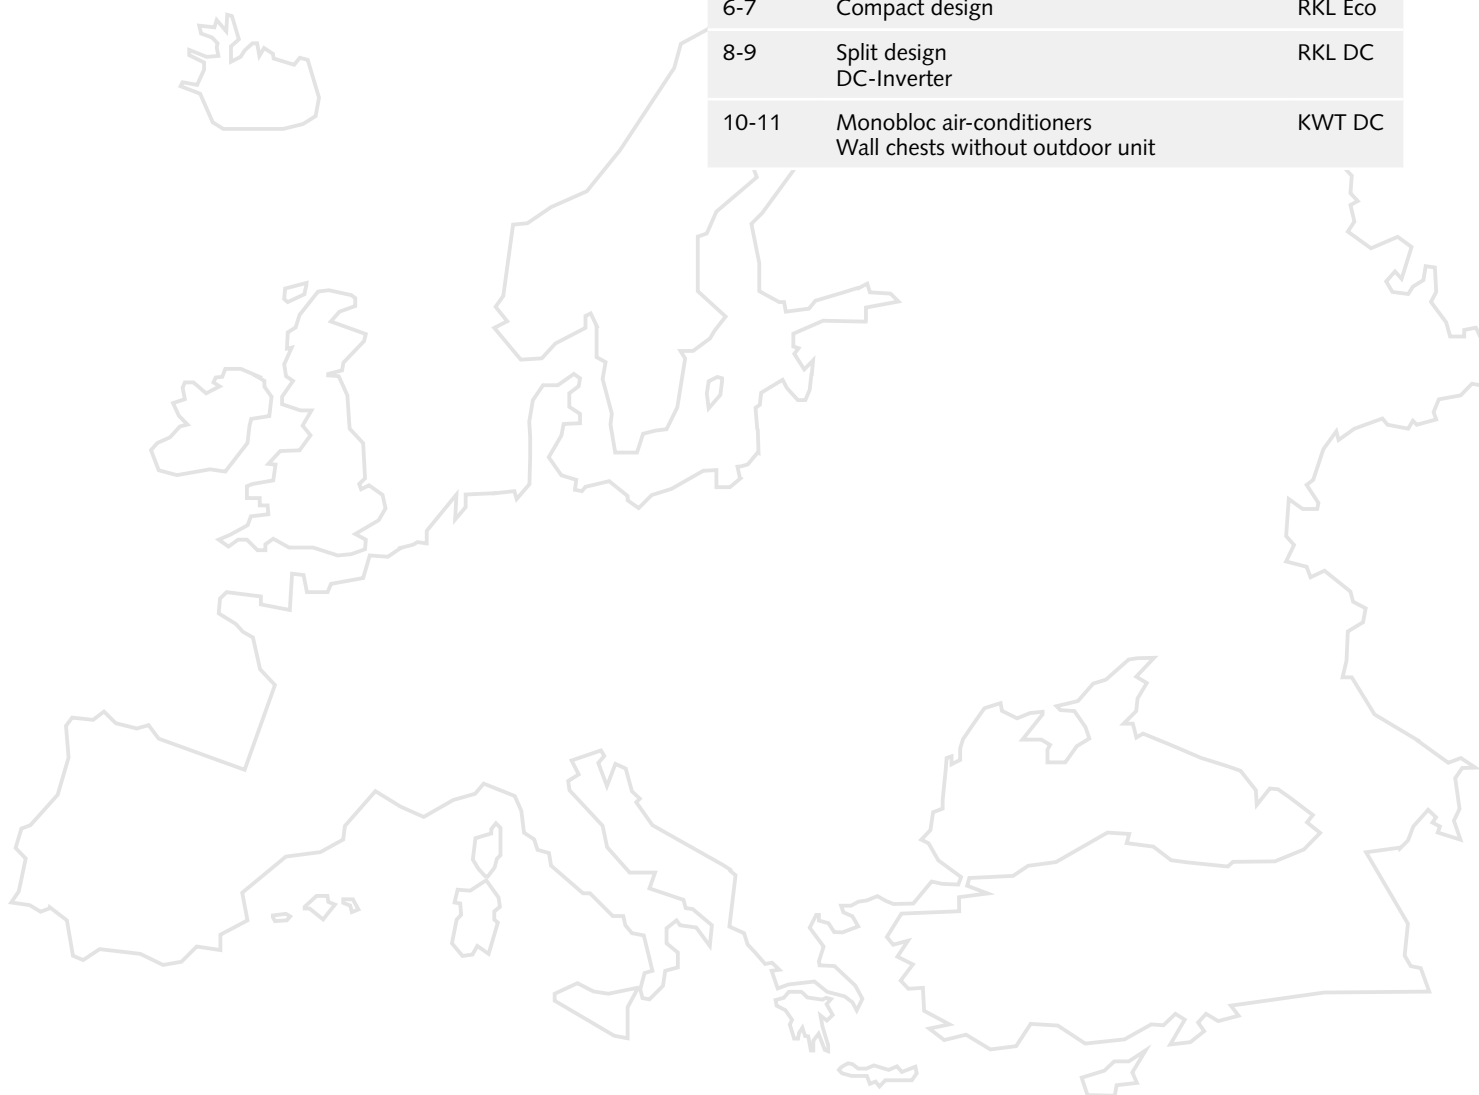 6-7 Compact design RKL Eco
8-9 Split design RKL DC
DC-Inverter
10-11 Monobloc air-conditioners KWT DC
Wall chests without outdoor unit